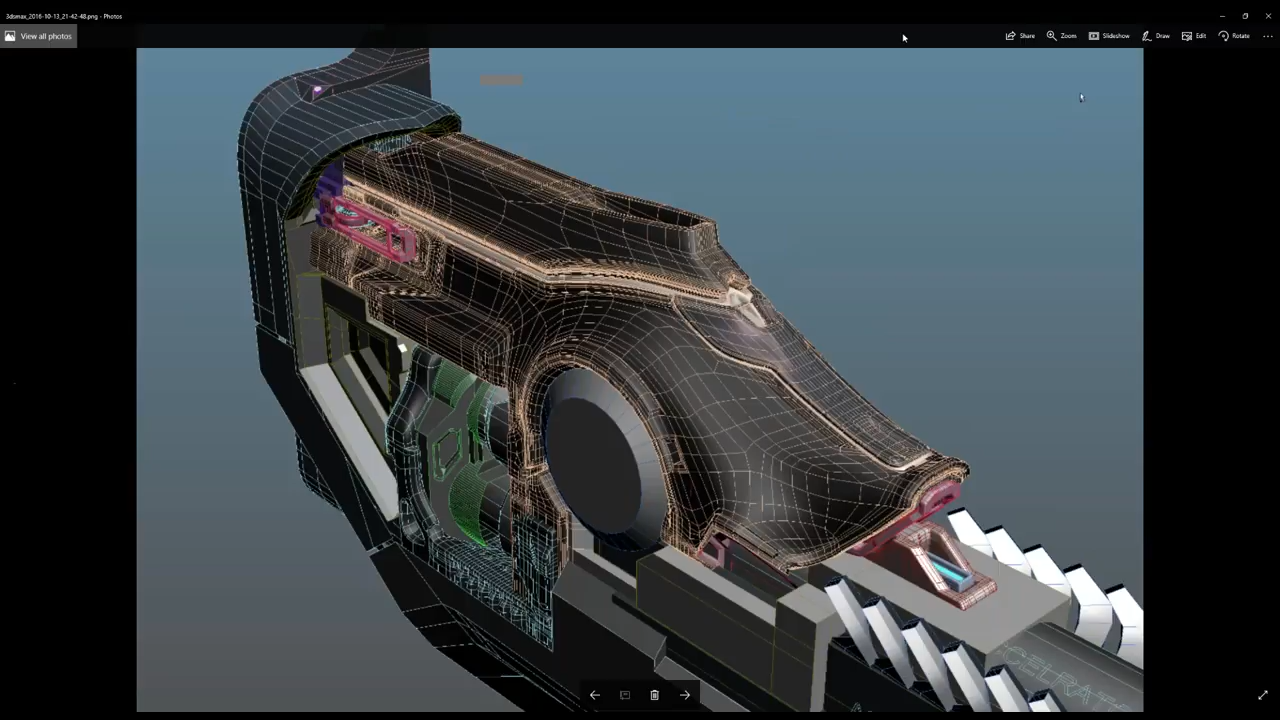 3dsmax_2016-10-13_21-42-48.png - Photos
View all photos
Share
Zoom
Slideshow
Draw
Edit
Rotate